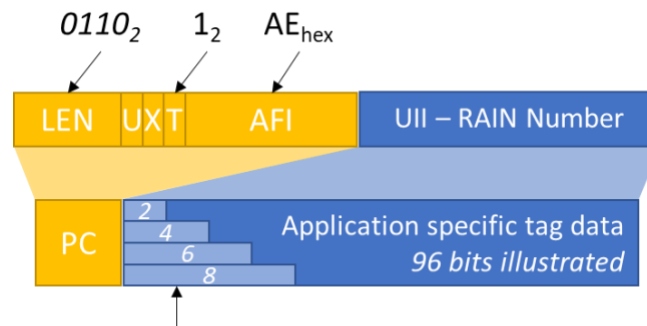 0110₂ 1₂ AE_hex
LEN U X T AFI UII – RAIN Number
2
4
6
8
PC
Application specific tag data
96 bits illustrated